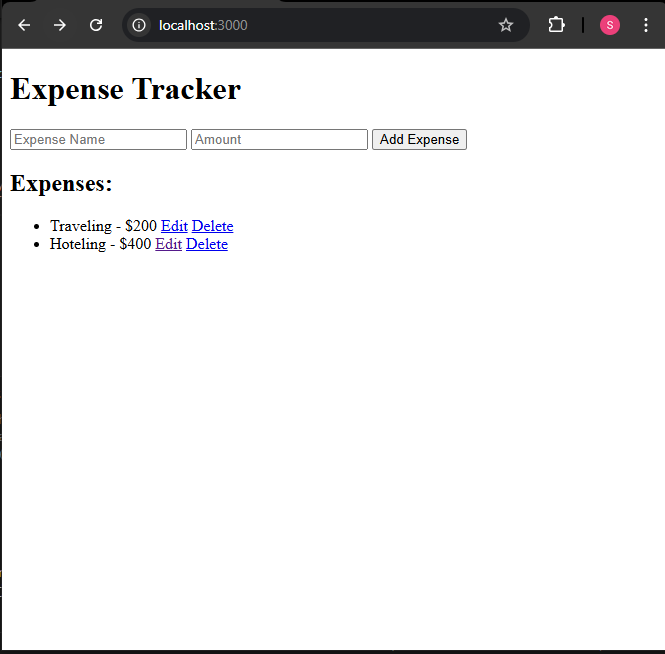 localhost:3000
S
Expense Tracker
Expense Name Amount Add Expense
Expenses:
Traveling - $200 Edit Delete
Hoteling - $400 Edit Delete